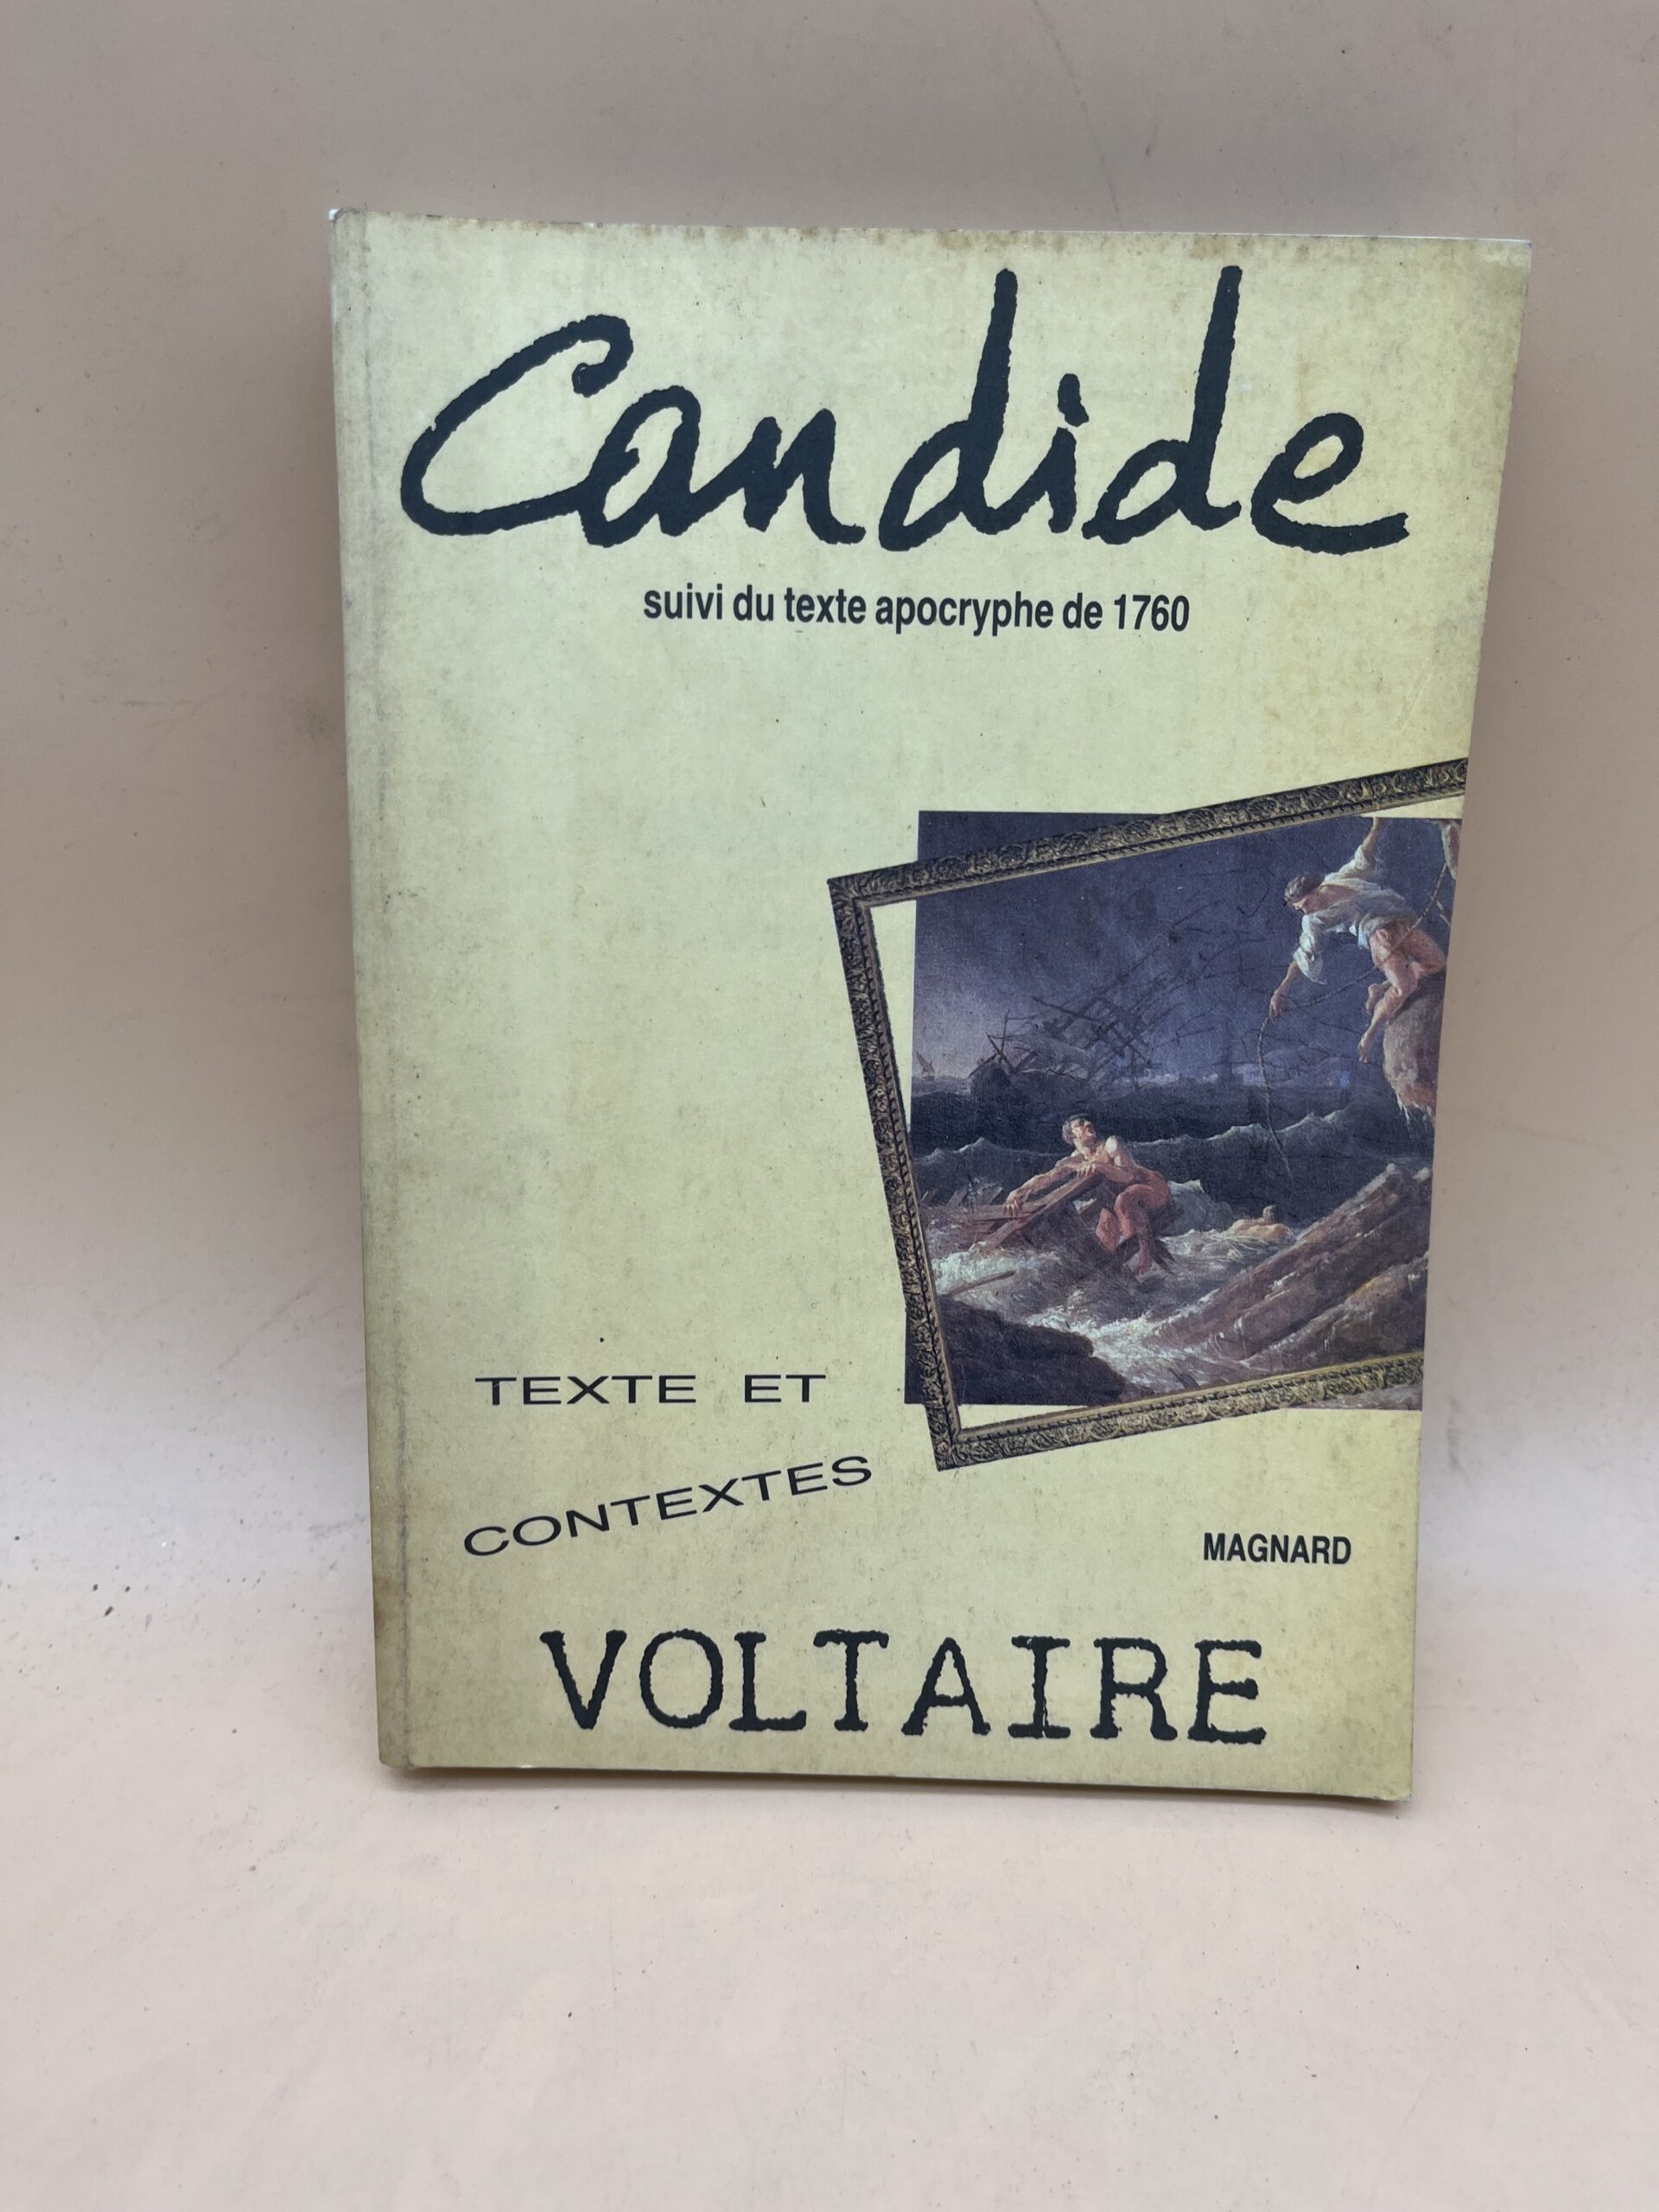 Candide
suivi du texte apocryphe de 1760
TEXTE ET
CONTEXTES
MAGNARD
VOLTAIRE